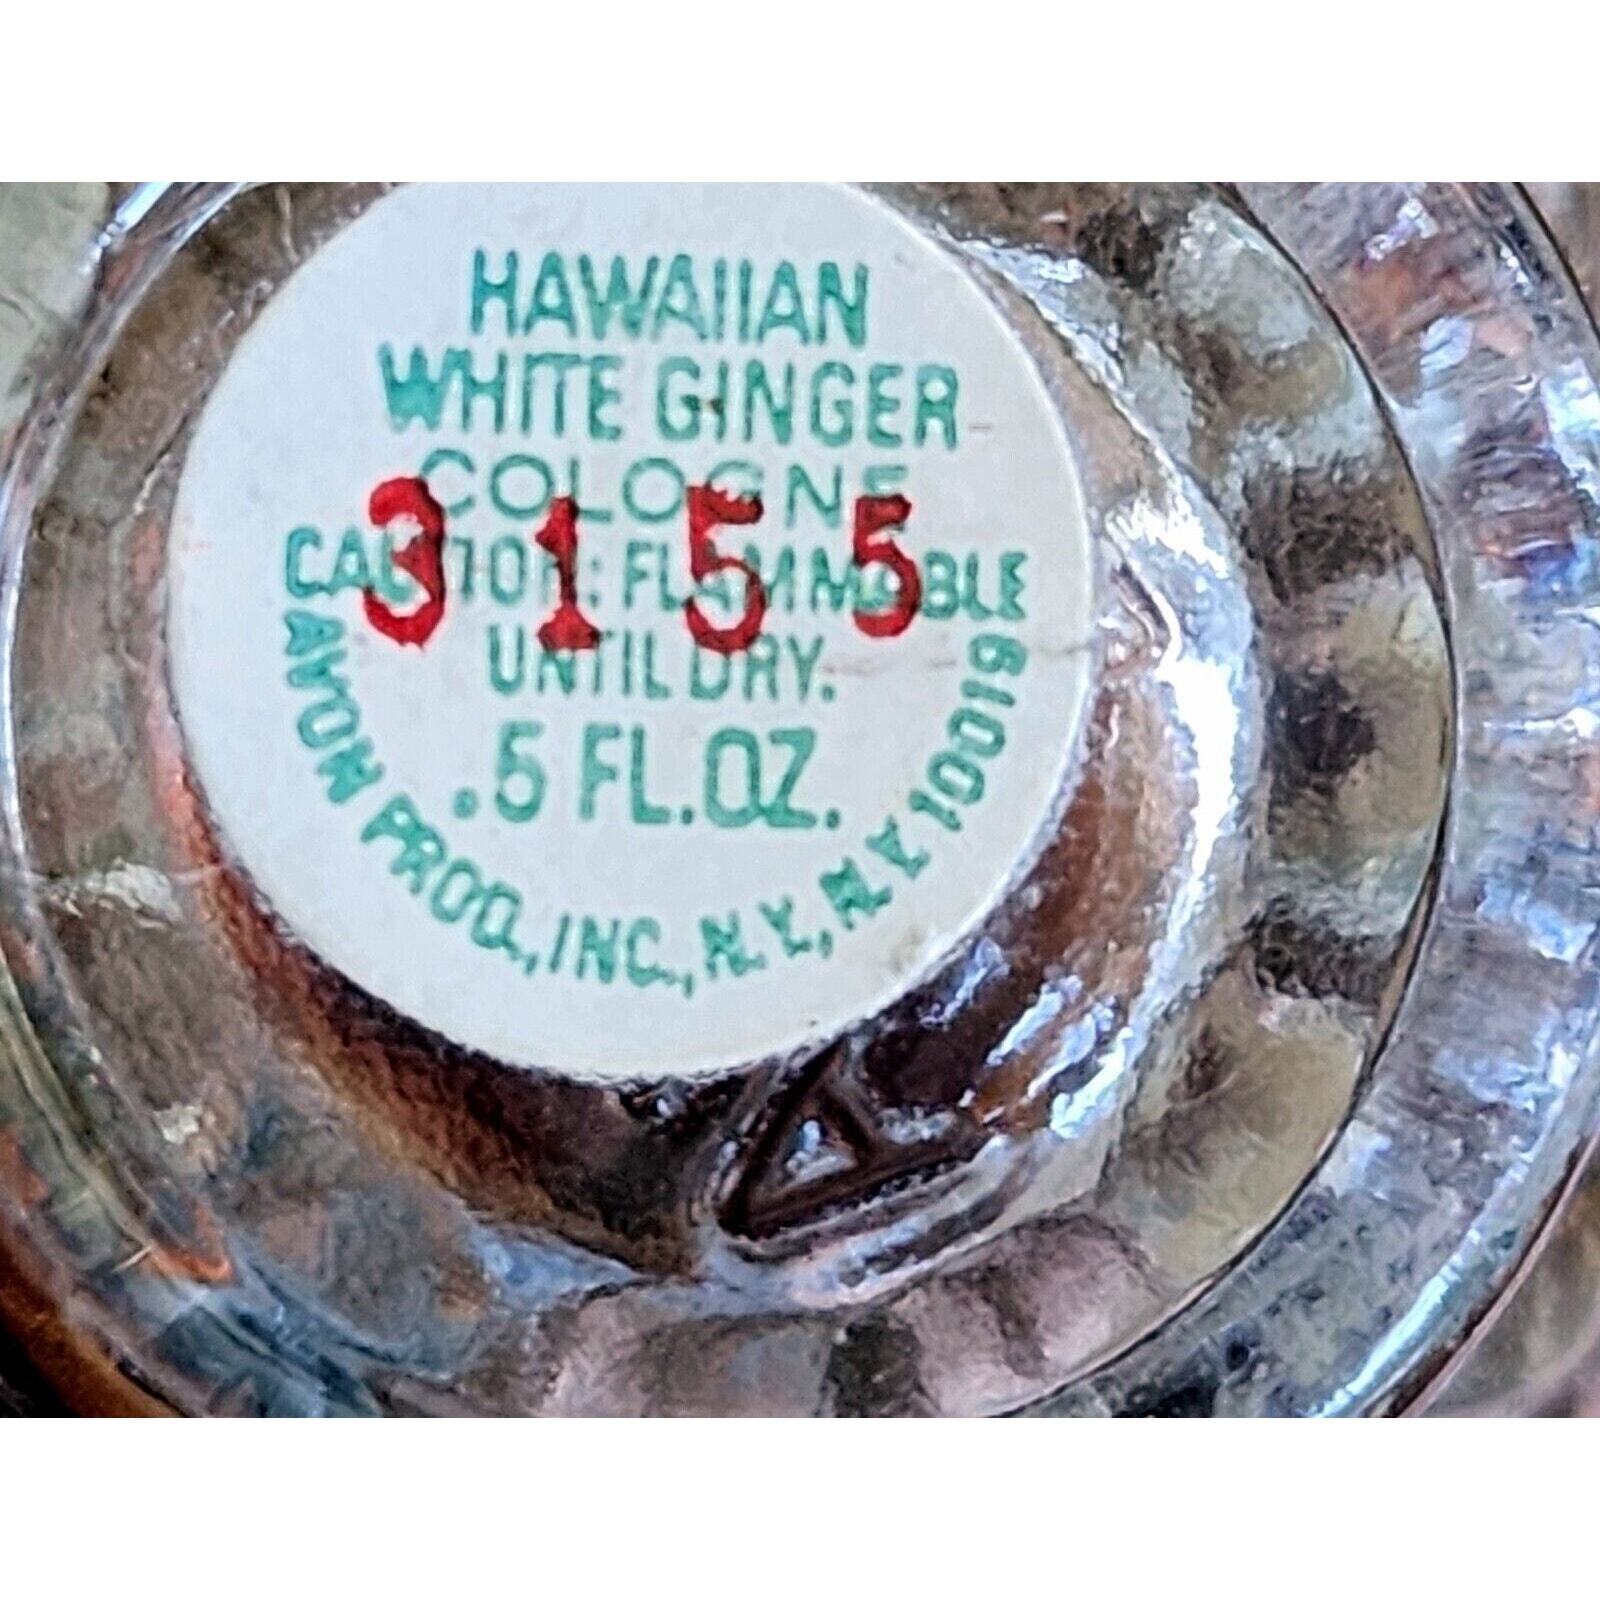 HAWAIIAN
WHITE GINGER
COLOGNE
3155
CAUTION: FLAMMABLE
UNTIL DRY.
.5 FL.OZ.
AVON PROD., INC., N.Y., N.Y. 10019